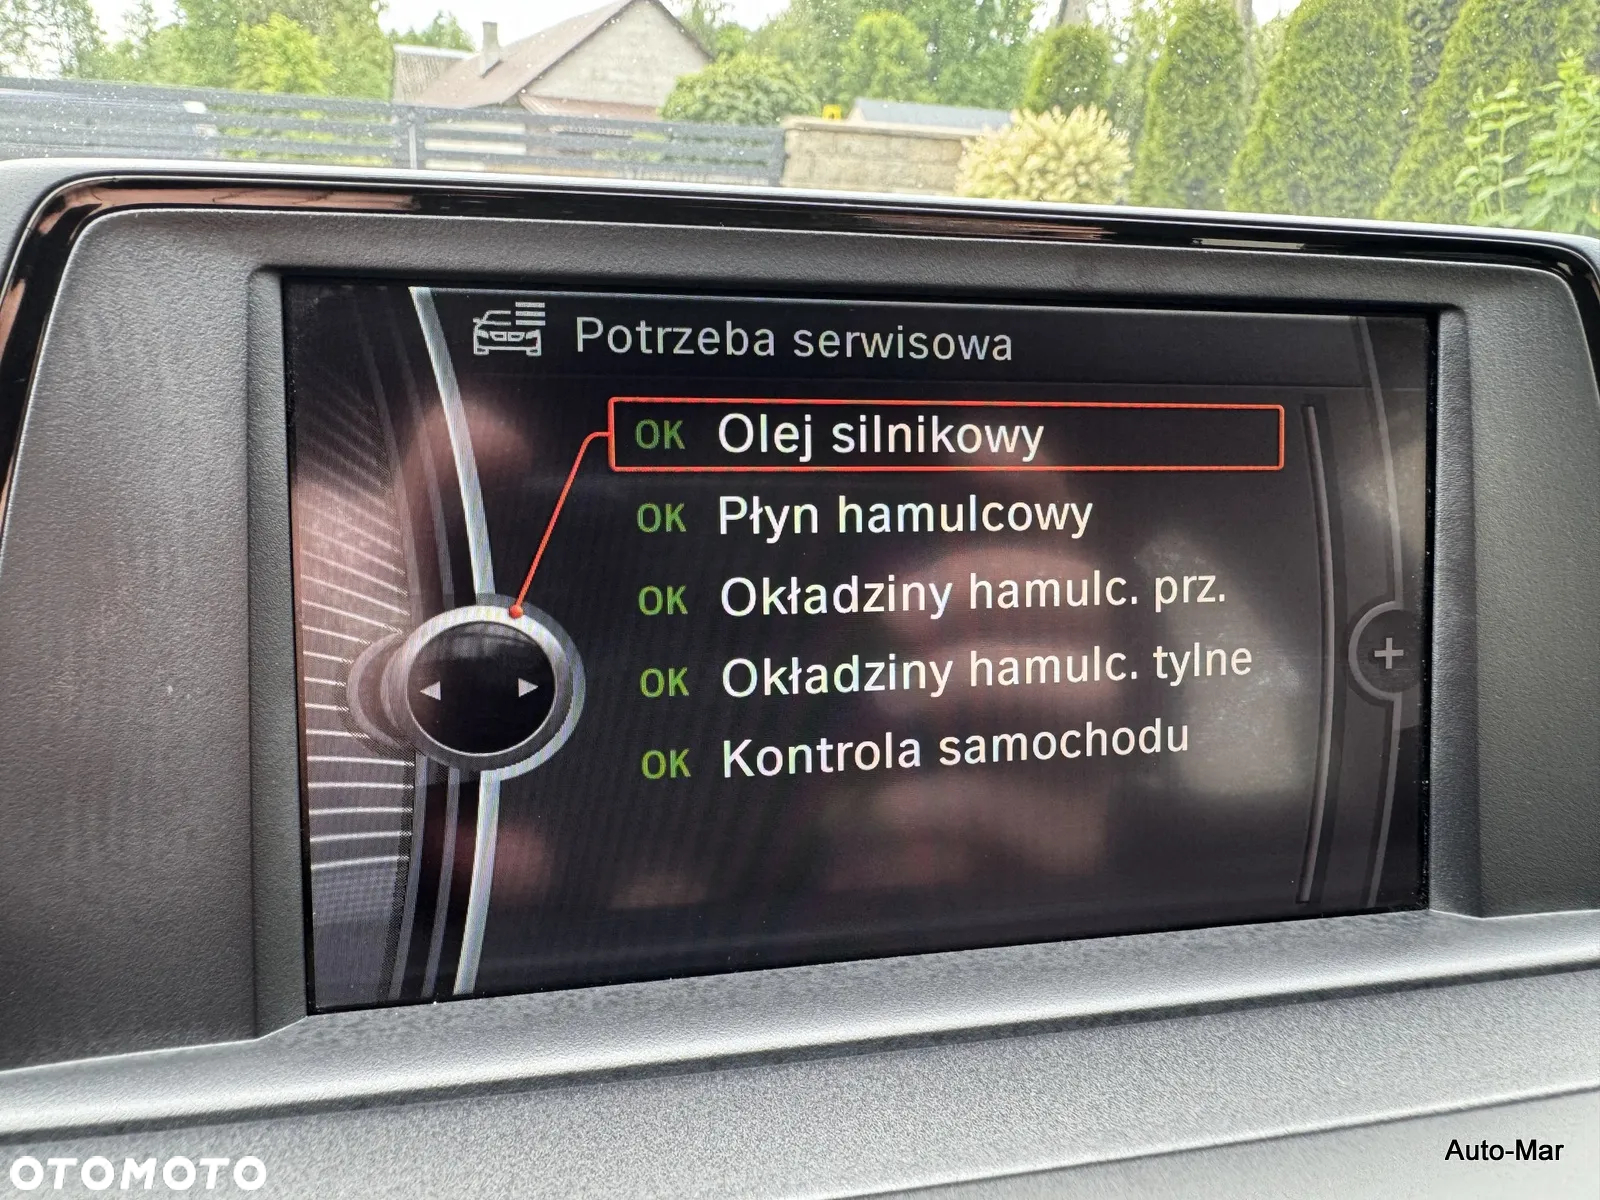 Potrzeba serwisowa
OK Olej silnikowy
OK Płyn hamulcowy
OK Okładziny hamulc. prz.
OK Okładziny hamulc. tylne
OK Kontrola samochodu
+
Auto-Mar
OTOMOTO